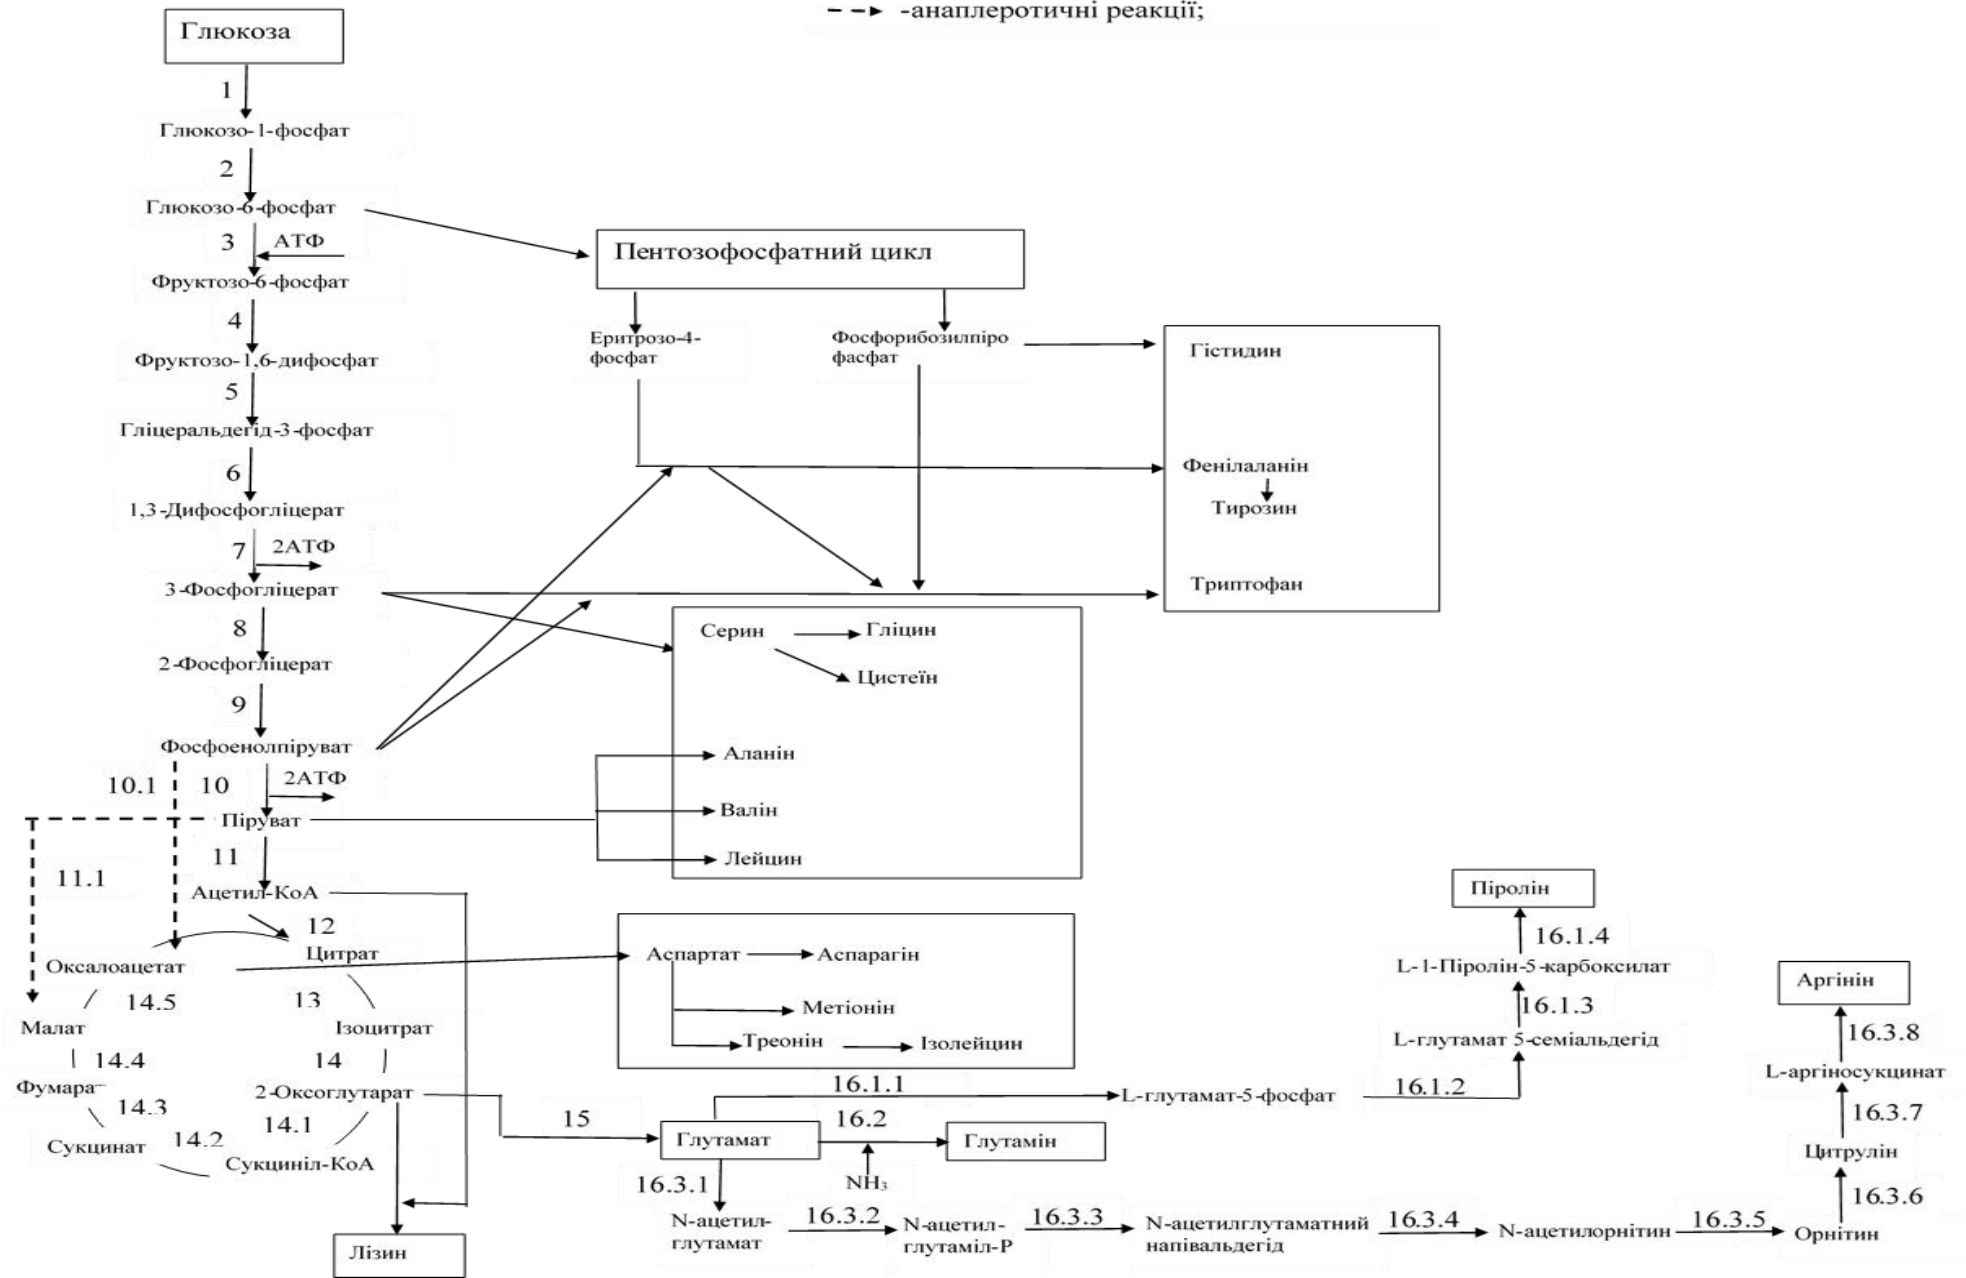 - анаплеротичні реакції;
Глюкоза
1
Глюкозо-1-фосфат
2
Глюкозо-6-фосфат
3
АТФ
Фруктозо-6-фосфат
4
Фруктозо-1,6-дифосфат
5
Гліцеральдегід-3-фосфат
6
1,3-Дифосфогліцерат
7
2АТФ
3-Фосфогліцерат
8
2-Фосфогліцерат
9
Фосфоенолпіруват
10.1
10
2АТФ
Піруват
11
11.1
Ацетил-КоА
12
Цитрат
Оксалоацетат
14.5
13
Малат
Ізоцитрат
14.4
14
Фумара
2-Оксоглутарат
14.3
14.1
14.2
Сукцинат
Сукциніл-КоА
Лізин
Пентозофосфатний цикл
Еритрозо-4-
фосфат
Фосфорибозилпіро
фасфат
Гістидин
Фенілаланін
Тирозин
Триптофан
Серин
Гліцин
Цистеїн
Аланін
Валін
Лейцин
Аспартат
Аспарагін
Метіонін
Треонін
Ізолейцин
15
Глутамат
16.1.1
L-глутамат-5-фосфат
16.1.2
L-глутамат 5-семіальдегід
16.1.3
L-1-Піролін-5-карбоксилат
16.1.4
Піролін
16.2
Глутамін
NH₃
16.3.1
N-ацетил-
глутамат
16.3.2
N-ацетил-
глутаміл-Р
16.3.3
N-ацетилглутаматний
напівальдегід
16.3.4
N-ацетилорнітин
16.3.5
Орнітин
16.3.6
Цитрулін
16.3.7
L-аргіносукцинат
16.3.8
Аргінін